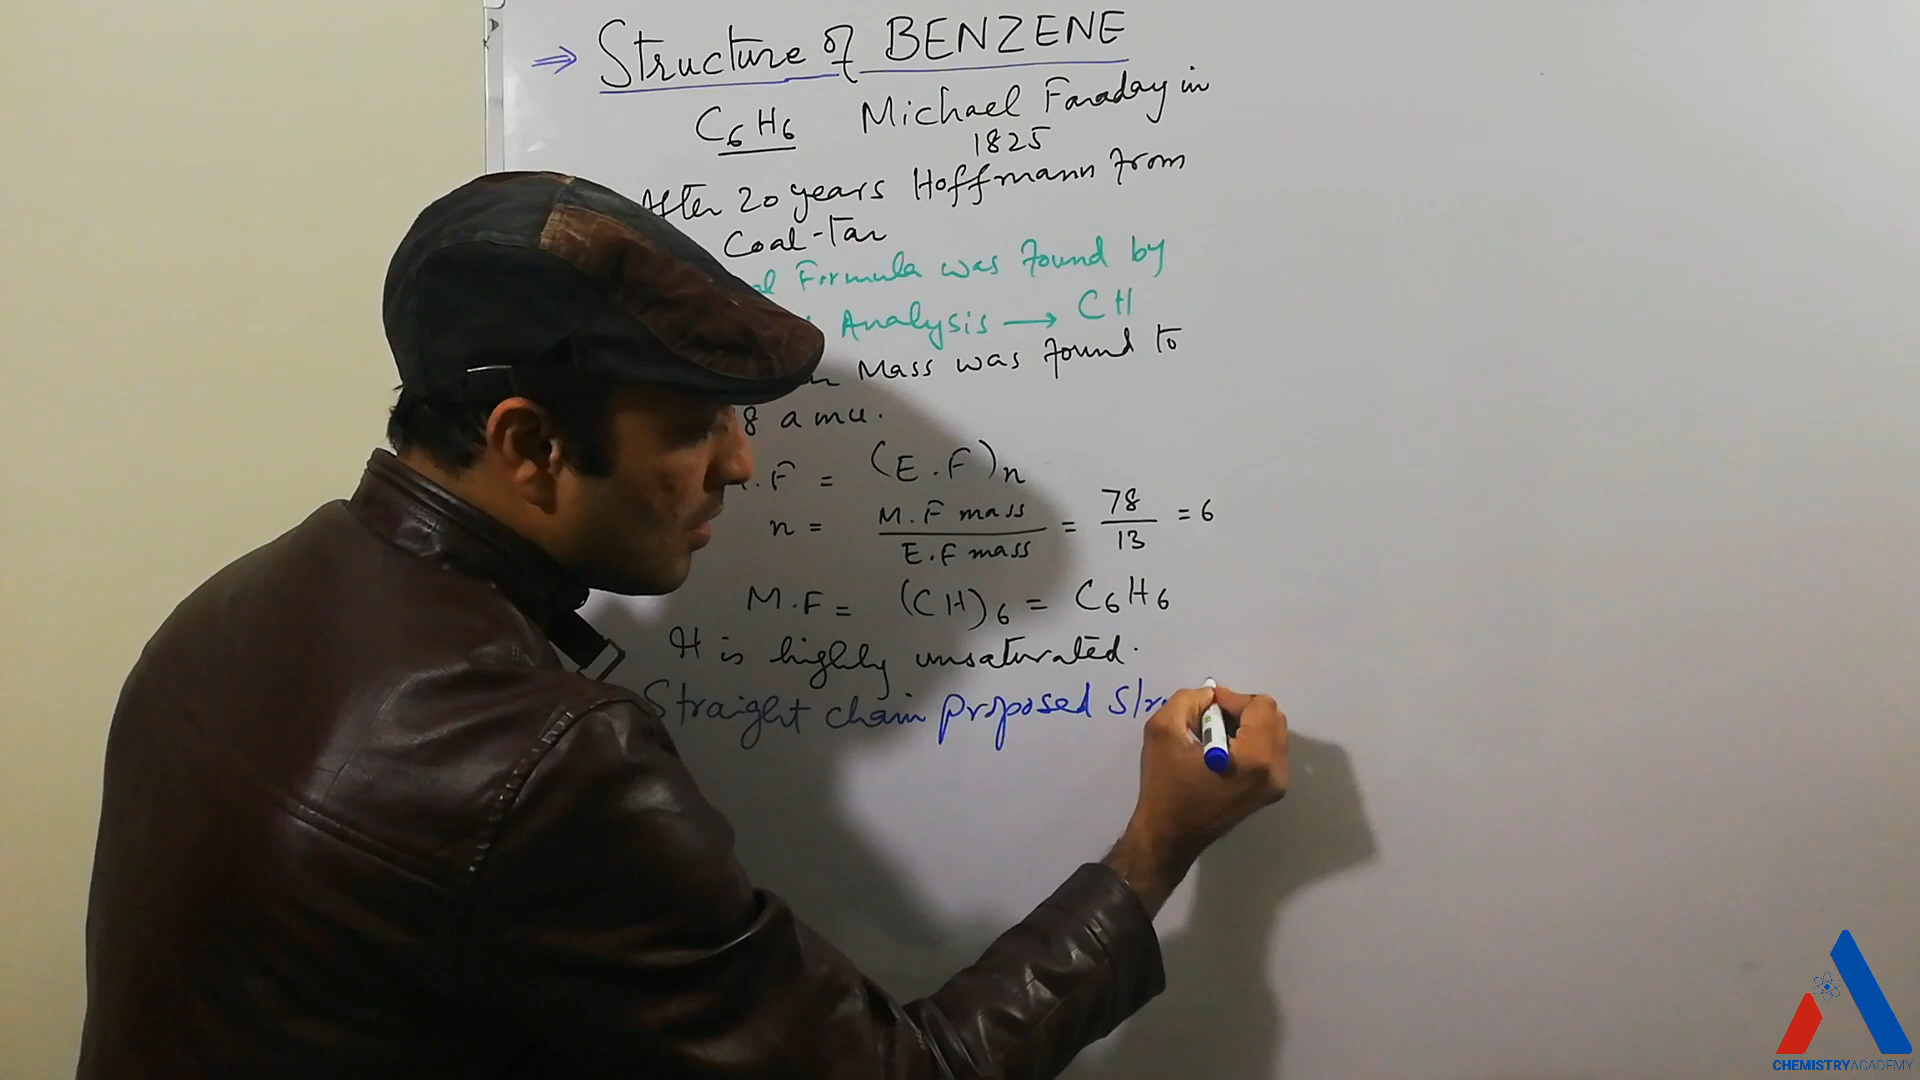 ⇒ Structure of BENZENE
C6H6 Michael Faraday in
1825
After 20 years Hoffmann from
Coal-Tar
Formula was found by
Analysis → CH
Mass was found to
8 amu.
F = (E.F)n
n = M.F mass / E.F mass = 78 / 13 = 6
M.F = (CH)6 = C6H6
It is highly unsaturated.
Straight chain proposed Str
CHEMISTRYACADEMY